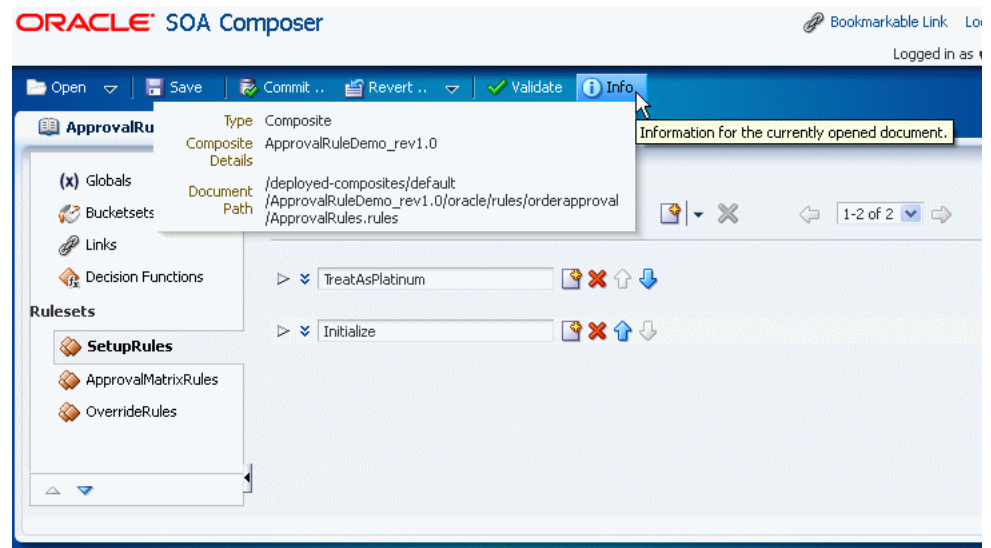 ORACLE SOA Composer
Bookmarkable Link
Logged in as
Open Save Commit .. Revert .. Validate Info
Information for the currently opened document.
ApprovalRu
Type Composite
Composite Details ApprovalRuleDemo_rev1.0
Document Path /deployed-composites/default
/ApprovalRuleDemo_rev1.0/oracle/rules/orderapproval
/ApprovalRules.rules
(x) Globals
Bucketsets
1-2 of 2
Links
Decision Functions
TreatAsPlatinum
Rulesets
Initialize
SetupRules
ApprovalMatrixRules
OverrideRules